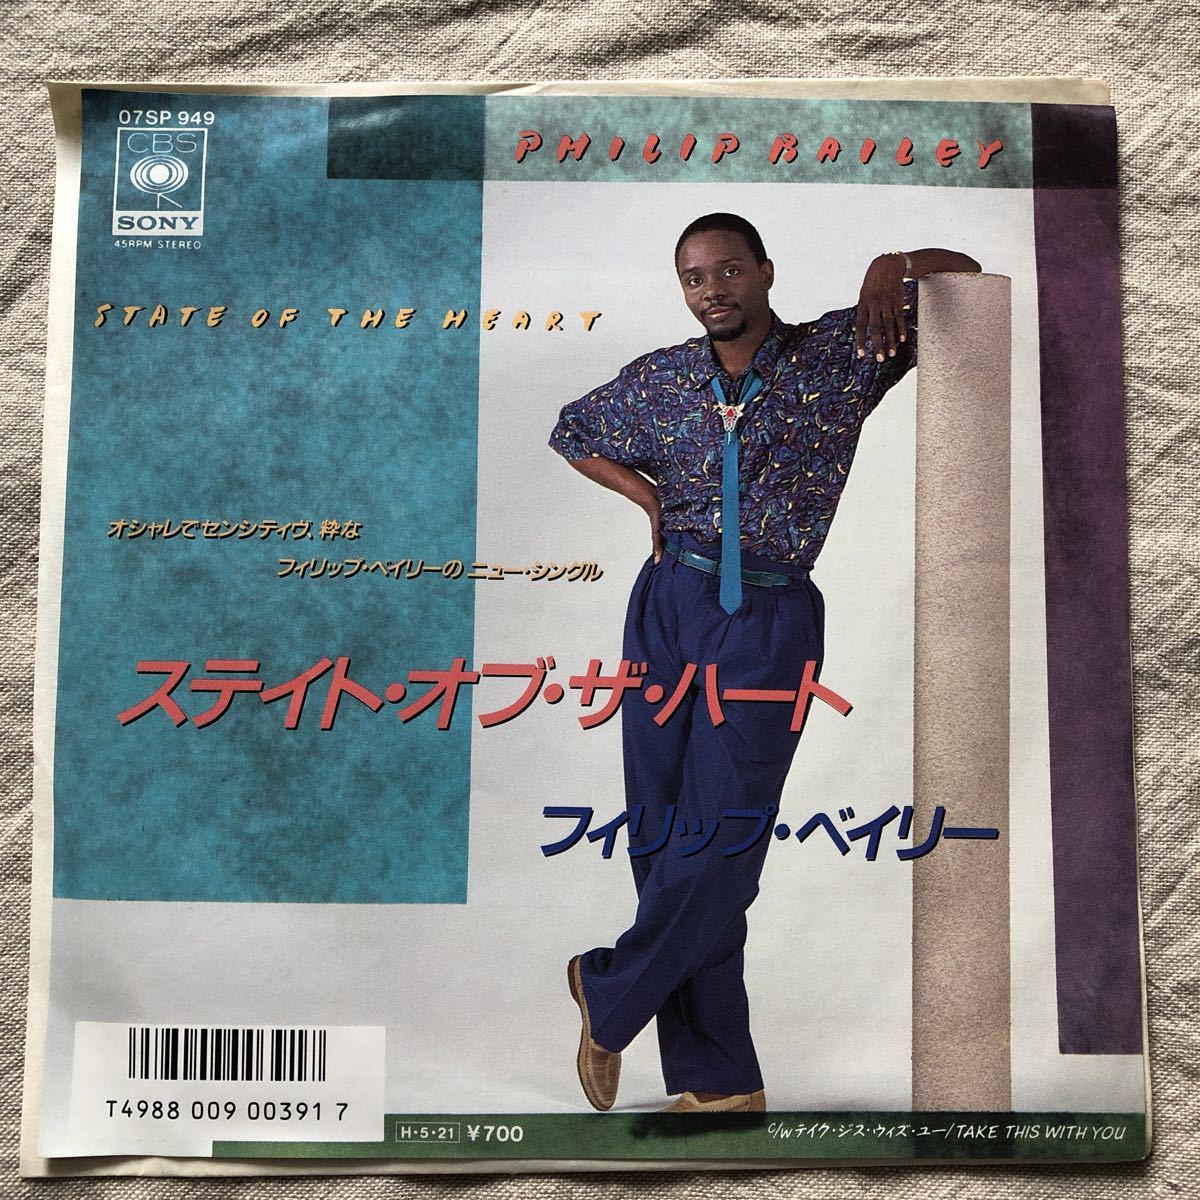 07SP 949
CBS
SONY
45RPM STEREO
PHILIP BAILEY
STATE OF THE HEART
オシャレでセンシティヴ、粋な
フィリップ・ベイリーの ニュー・シングル
ステイト・オブ・ザ・ハート
フィリップ・ベイリー
T4988 009 00391 7
H・5・21 ¥700
c/w テイク・ジス・ウィズ・ユー/TAKE THIS WITH YOU